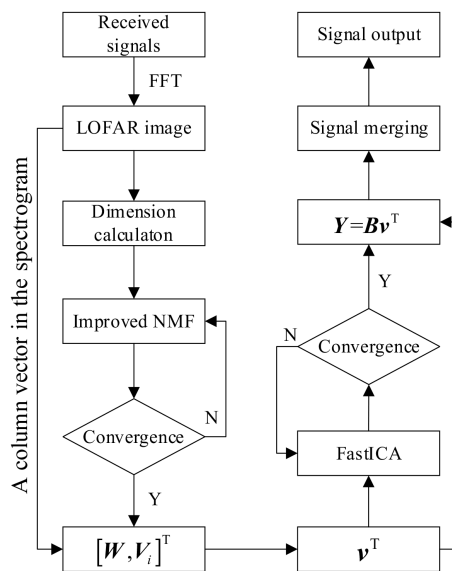 Received
signals
FFT
LOFAR image
A column vector in the spectrogram
Dimension
calculaton
Improved NMF
N
Convergence
Y
[W,V_i]^T
Signal output
Signal merging
Y=Bv^T
Y
N
Convergence
FastICA
v^T